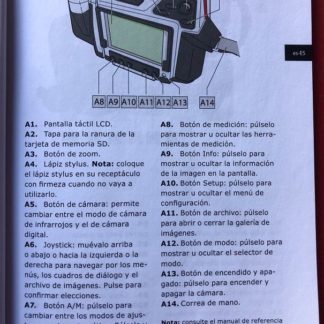 es45
A8 A9 A10 A11 A12 A13 A14
A1. Pantalla táctil LCD.
A2. Tapa para la ranura de la
tarjeta de memoria SD.
A3. Botón de zoom.
A4. Lápiz stylus. Nota: coloque
el lápiz stylus en su receptáculo
con firmeza cuando no vaya a
utilizarlo.
A5. Botón de cámara: permite
cambiar entre el modo de cámara
de infrarrojos y el de cámara
digital.
A6. Joystick: muévalo arriba
o abajo o hacia la izquierda o la
derecha para navegar por los me-
nús, los cuadros de diálogo y el
archivo de imágenes. Pulse para
confirmar elecciones.
A7. Botón A/M: púlselo para
cambiar entre los modos de ajus-
A8. Botón de medición: púlselo
para mostrar u ocultar las herra-
mientas de medición.
A9. Botón Info: púlselo para
mostrar u ocultar la información
de la imagen en la pantalla.
A10. Botón Setup: púlselo para
mostrar u ocultar el menú de
configuración.
A11. Botón de archivo: púlselo
para abrir o cerrar la galería de
imágenes.
A12. Botón de modo: púlselo para
mostrar u ocultar el selector de
modo.
A13. Botón de encendido y apa-
gado: púlselo para encender y
apagar la cámara.
A14. Correa de mano.
Nota: consulte el manual de referencia